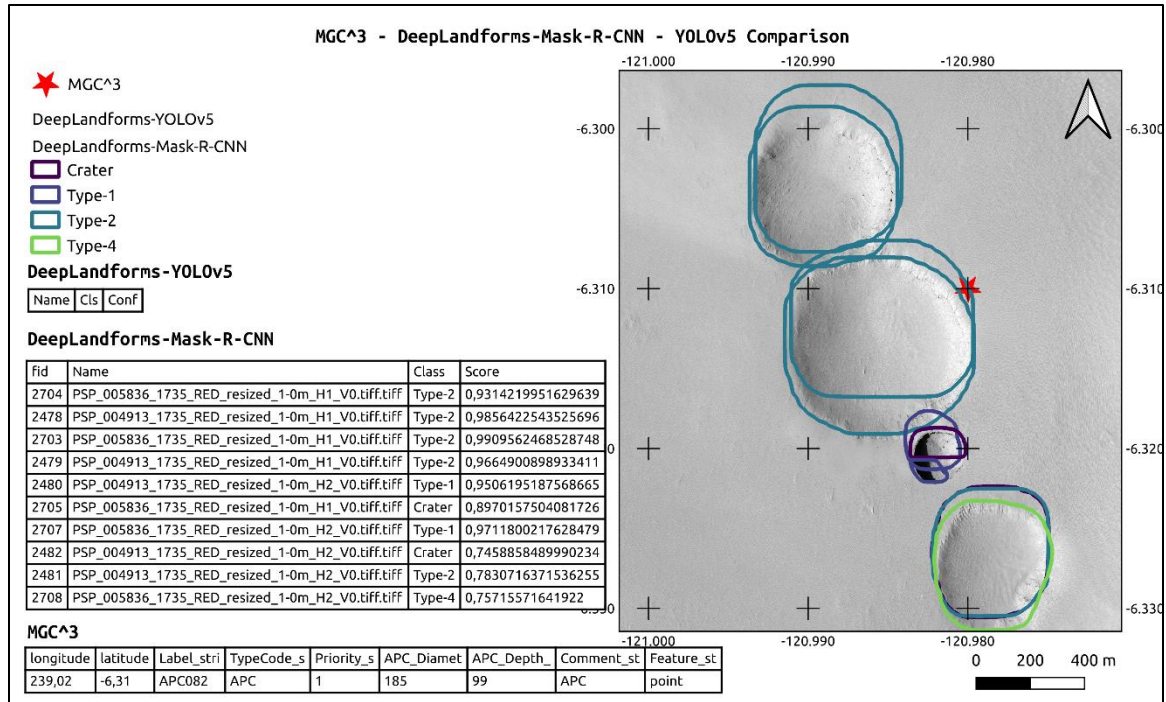 MGC^3 - DeepLandforms-Mask-R-CNN - YOLOv5 Comparison
MGC^3
DeepLandforms-YOLOv5
DeepLandforms-Mask-R-CNN
Crater
Type-1
Type-2
Type-4
DeepLandforms-YOLOv5
Name Cls Conf
DeepLandforms-Mask-R-CNN
fid Name Class Score
2704 PSP_005836_1735_RED_resized_1-0m_H1_V0.tiff.tiff Type-2 0,9314219951629639
2478 PSP_004913_1735_RED_resized_1-0m_H1_V0.tiff.tiff Type-2 0,9856422543525696
2703 PSP_005836_1735_RED_resized_1-0m_H1_V0.tiff.tiff Type-2 0,9909562468528748
2479 PSP_004913_1735_RED_resized_1-0m_H1_V0.tiff.tiff Type-2 0,9664900898933411
2480 PSP_004913_1735_RED_resized_1-0m_H2_V0.tiff.tiff Type-1 0,9506195187568665
2705 PSP_005836_1735_RED_resized_1-0m_H1_V0.tiff.tiff Crater 0,8970157504081726
2707 PSP_005836_1735_RED_resized_1-0m_H2_V0.tiff.tiff Type-1 0,9711800217628479
2482 PSP_004913_1735_RED_resized_1-0m_H2_V0.tiff.tiff Crater 0,7458858489990234
2481 PSP_004913_1735_RED_resized_1-0m_H2_V0.tiff.tiff Type-2 0,7830716371536255
2708 PSP_005836_1735_RED_resized_1-0m_H2_V0.tiff.tiff Type-4 0,75715571641922
MGC^3
longitude latitude Label_stri TypeCode_s Priority_s APC_Diamet APC_Depth_ Comment_st Feature_st
239,02 -6,31 APC082 APC 1 185 99 APC point
-121.000 -120.990 -120.980
-6.300 -6.300
-6.310 -6.310
0 -6.320
-6.330
-121.000 -120.990 -120.980
0 200 400 m